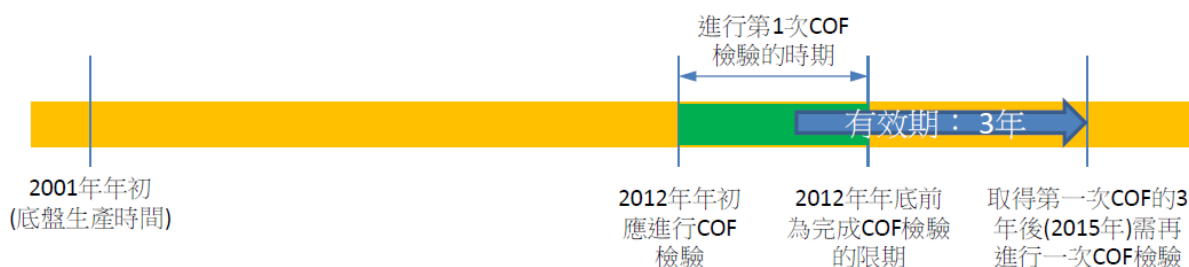 進行第1次COF
檢驗的時期
有效期： 3年
2001年年初
(底盤生產時間)
2012年年初
應進行COF
檢驗
2012年年底前
為完成COF檢驗
的限期
取得第一次COF的3
年後(2015年)需再
進行一次COF檢驗